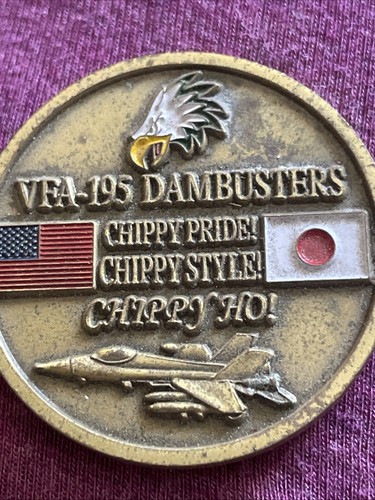 VFA-195 DAMBUSTERS
CHIPPY PRIDE!
CHIPPY STYLE!
CHIPPY HO!